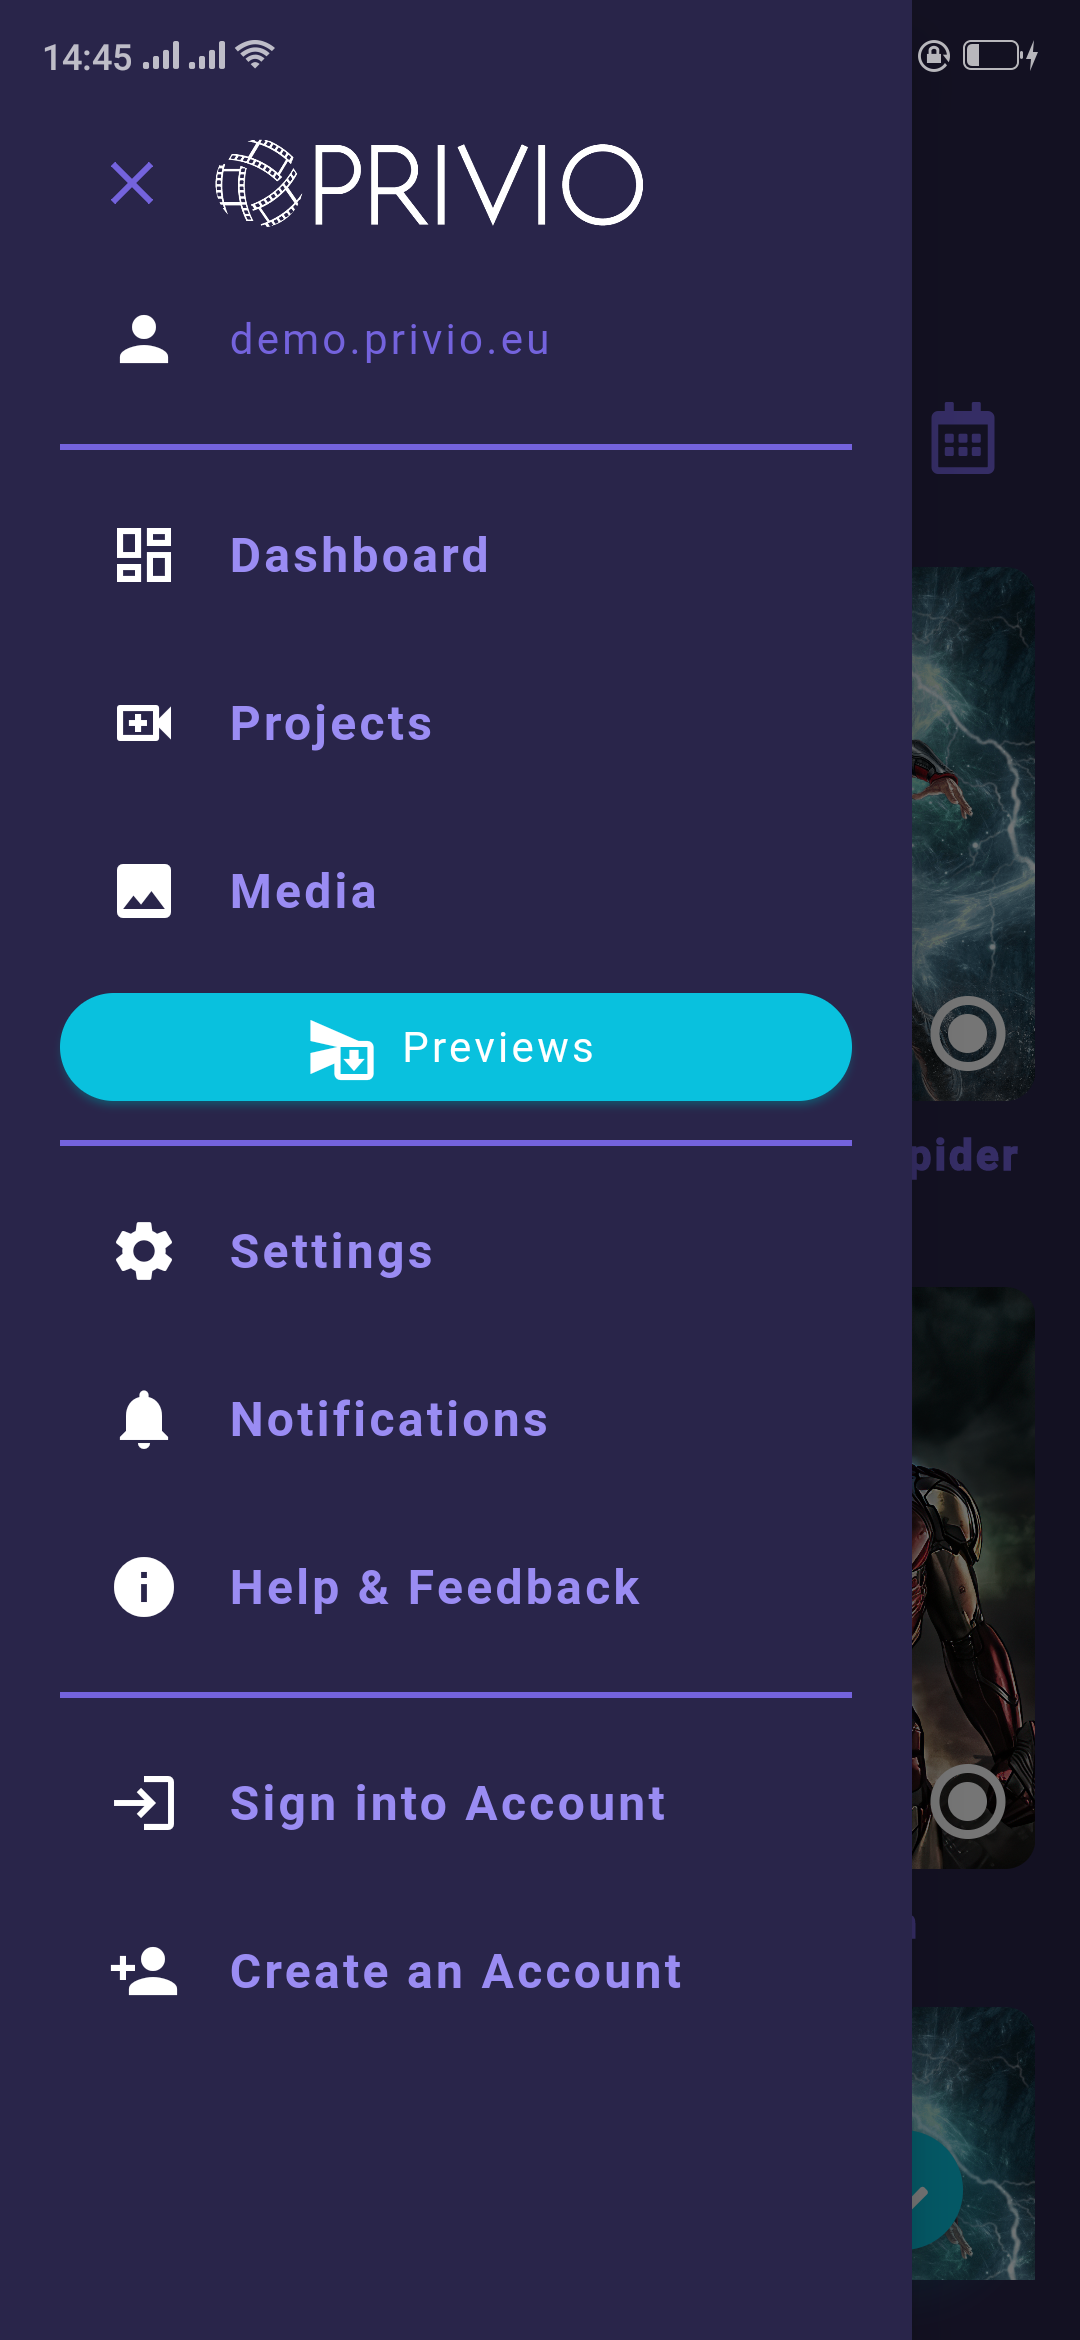 14:45
PRIVIO
demo.privio.eu
Dashboard
Projects
Media
Previews
pider
Settings
Notifications
Help & Feedback
Sign into Account
Create an Account